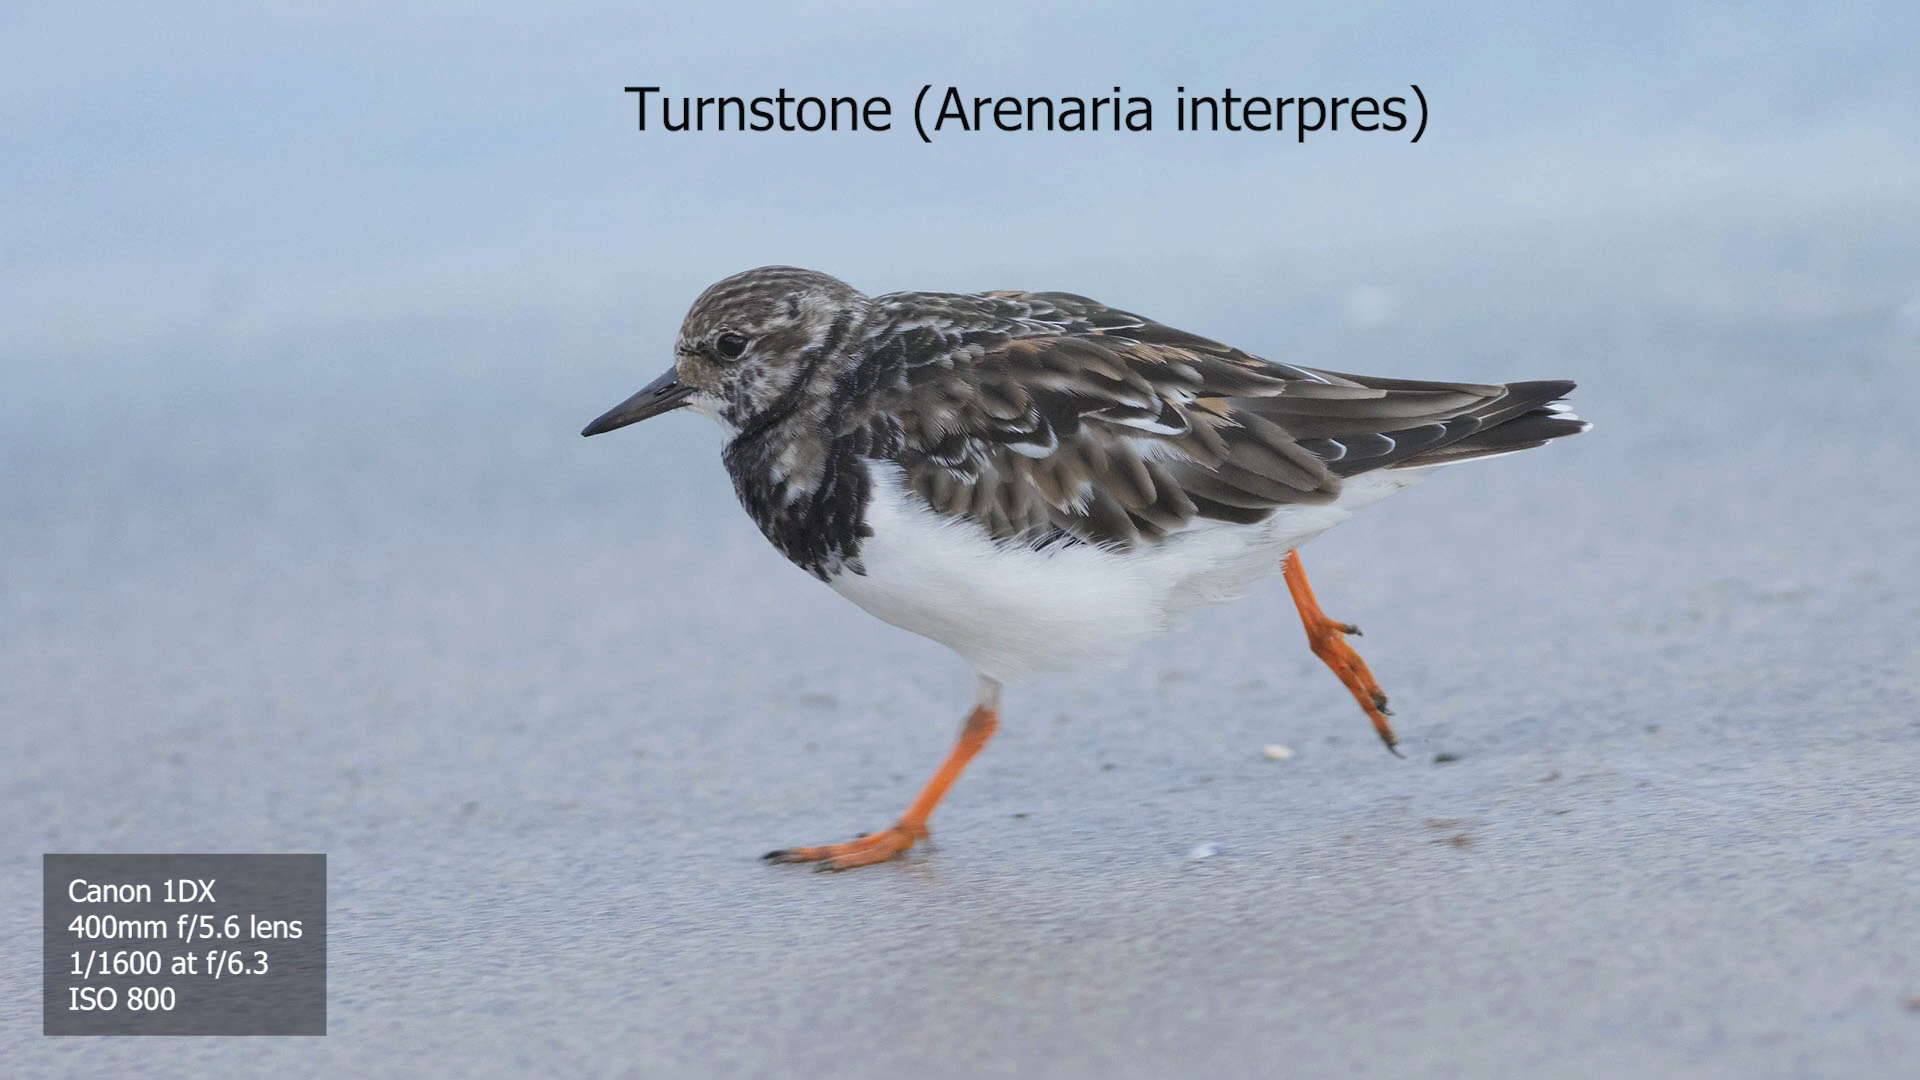 Turnstone (Arenaria interpres)
Canon 1DX
400mm f/5.6 lens
1/1600 at f/6.3
ISO 800